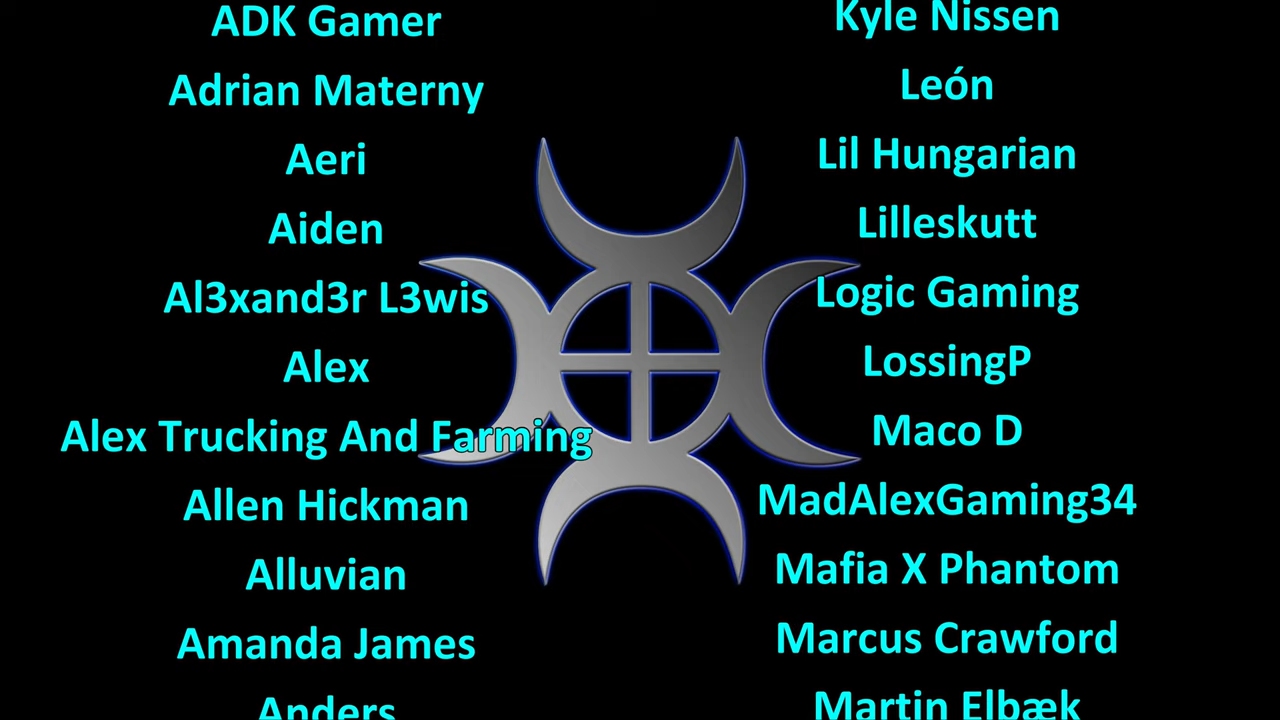 ADK Gamer
Adrian Materny
Aeri
Aiden
Al3xand3r L3wis
Alex
Alex Trucking And Farming
Allen Hickman
Alluvian
Amanda James
Anders
Kyle Nissen
León
Lil Hungarian
Lilleskutt
Logic Gaming
LossingP
Maco D
MadAlexGaming34
Mafia X Phantom
Marcus Crawford
Martin Elbæk